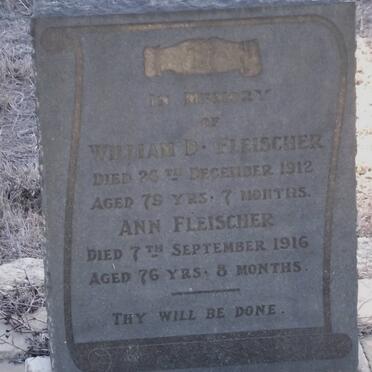 IN MEMORY
OF
WILLIAM D. FLEISCHER
DIED 26TH DECEMBER 1912
AGED 79 YRS. 7 MONTHS.
ANN FLEISCHER
DIED 7TH SEPTEMBER 1916
AGED 76 YRS. 8 MONTHS.
THY WILL BE DONE.